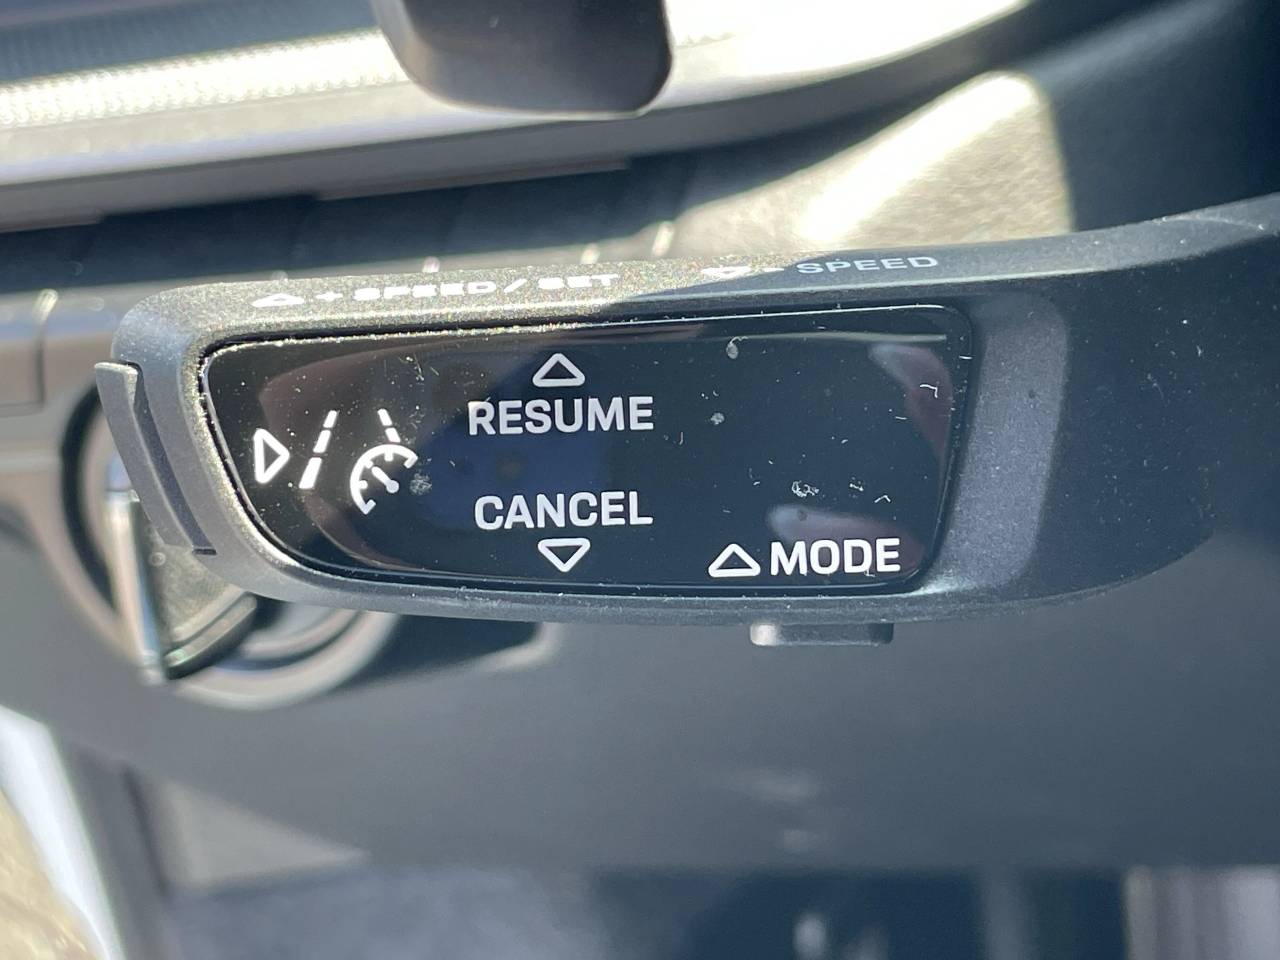 + SPEED / SET
- SPEED
RESUME
CANCEL
MODE